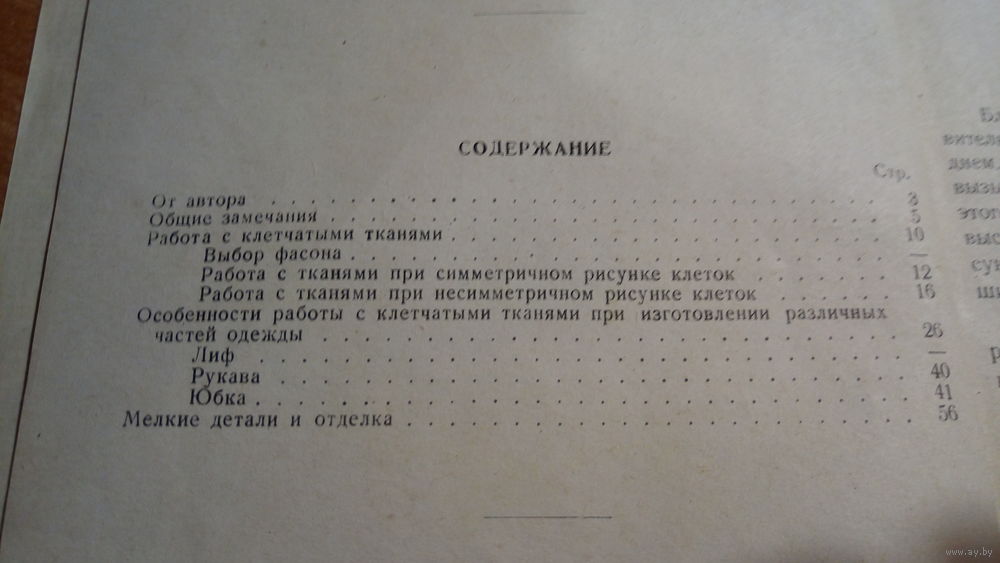 СОДЕРЖАНИЕ
Стр.
От автора . . . . . . . . . . . . . . . . . . . . 3
Общие замечания . . . . . . . . . . . . . . . . . . 5
Работа с клетчатыми тканями . . . . . . . . . . . . . 10
Выбор фасона . . . . . . . . . . . . . . . . . . —
Работа с тканями при симметричном рисунке клеток . . . . . . 12
Работа с тканями при несимметричном рисунке клеток . . . . . . 16
Особенности работы с клетчатыми тканями при изготовлении различных
частей одежды . . . . . . . . . . . . . . . . . . 26
Лиф . . . . . . . . . . . . . . . . . . . . —
Рукава . . . . . . . . . . . . . . . . . . . 40
Юбка . . . . . . . . . . . . . . . . . . . . 41
Мелкие детали и отделка . . . . . . . . . . . . . . . 56
www.ay.by